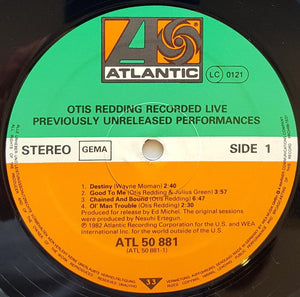 ATLANTIC
LC 0121
OTIS REDDING RECORDED LIVE
PREVIOUSLY UNRELEASED PERFORMANCES
STEREO GEMA SIDE 1
1. Destiny (Wayne Moman) 2:40
2. Good To Me (Otis Redding & Julius Green) 3:57
3. Chained And Bound (Otis Redding) 6:30
4. Ol' Man Trouble (Otis Redding) 2:30
Produced for release by Ed Michel. The original sessions
were produced by Nesuhi Ertegun.
℗ 1982 Atlantic Recording Corporation for the US, and WEA
International Inc. for the world outside of the U.S.
ATL 50 881
(ATL 50 881-1)
33